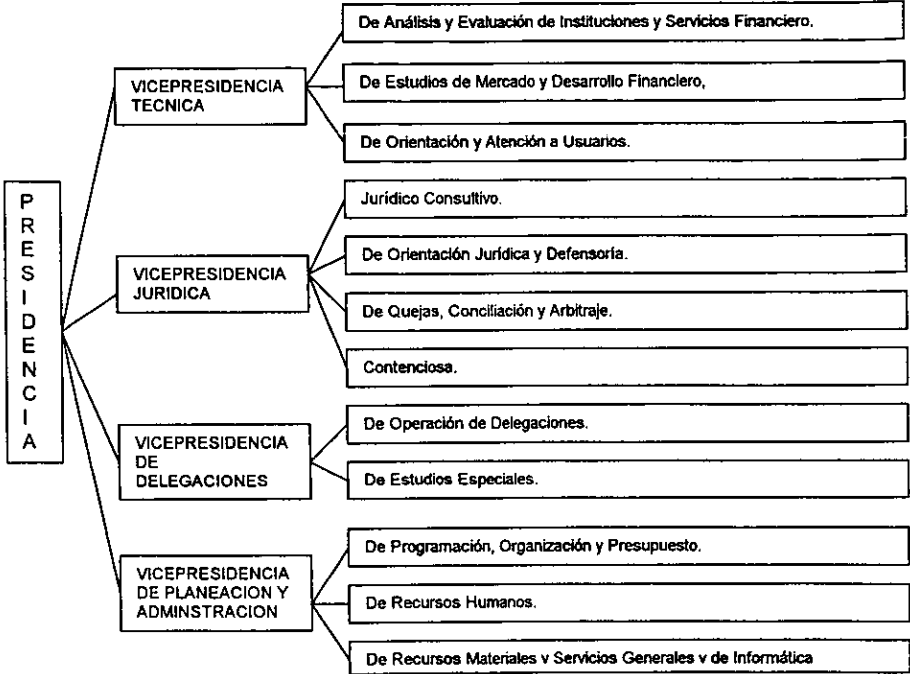 PRESIDENCIA
VICEPRESIDENCIA
TECNICA
De Análisis y Evaluación de Instituciones y Servicios Financiero.
De Estudios de Mercado y Desarrollo Financiero,
De Orientación y Atención a Usuarios.
VICEPRESIDENCIA
JURIDICA
Jurídico Consultivo.
De Orientación Jurídica y Defensoría.
De Quejas, Conciliación y Arbitraje.
Contenciosa.
VICEPRESIDENCIA
DE
DELEGACIONES
De Operación de Delegaciones.
De Estudios Especiales.
VICEPRESIDENCIA
DE PLANEACION Y
ADMINSTRACION
De Programación, Organización y Presupuesto.
De Recursos Humanos.
De Recursos Materiales y Servicios Generales y de Informática